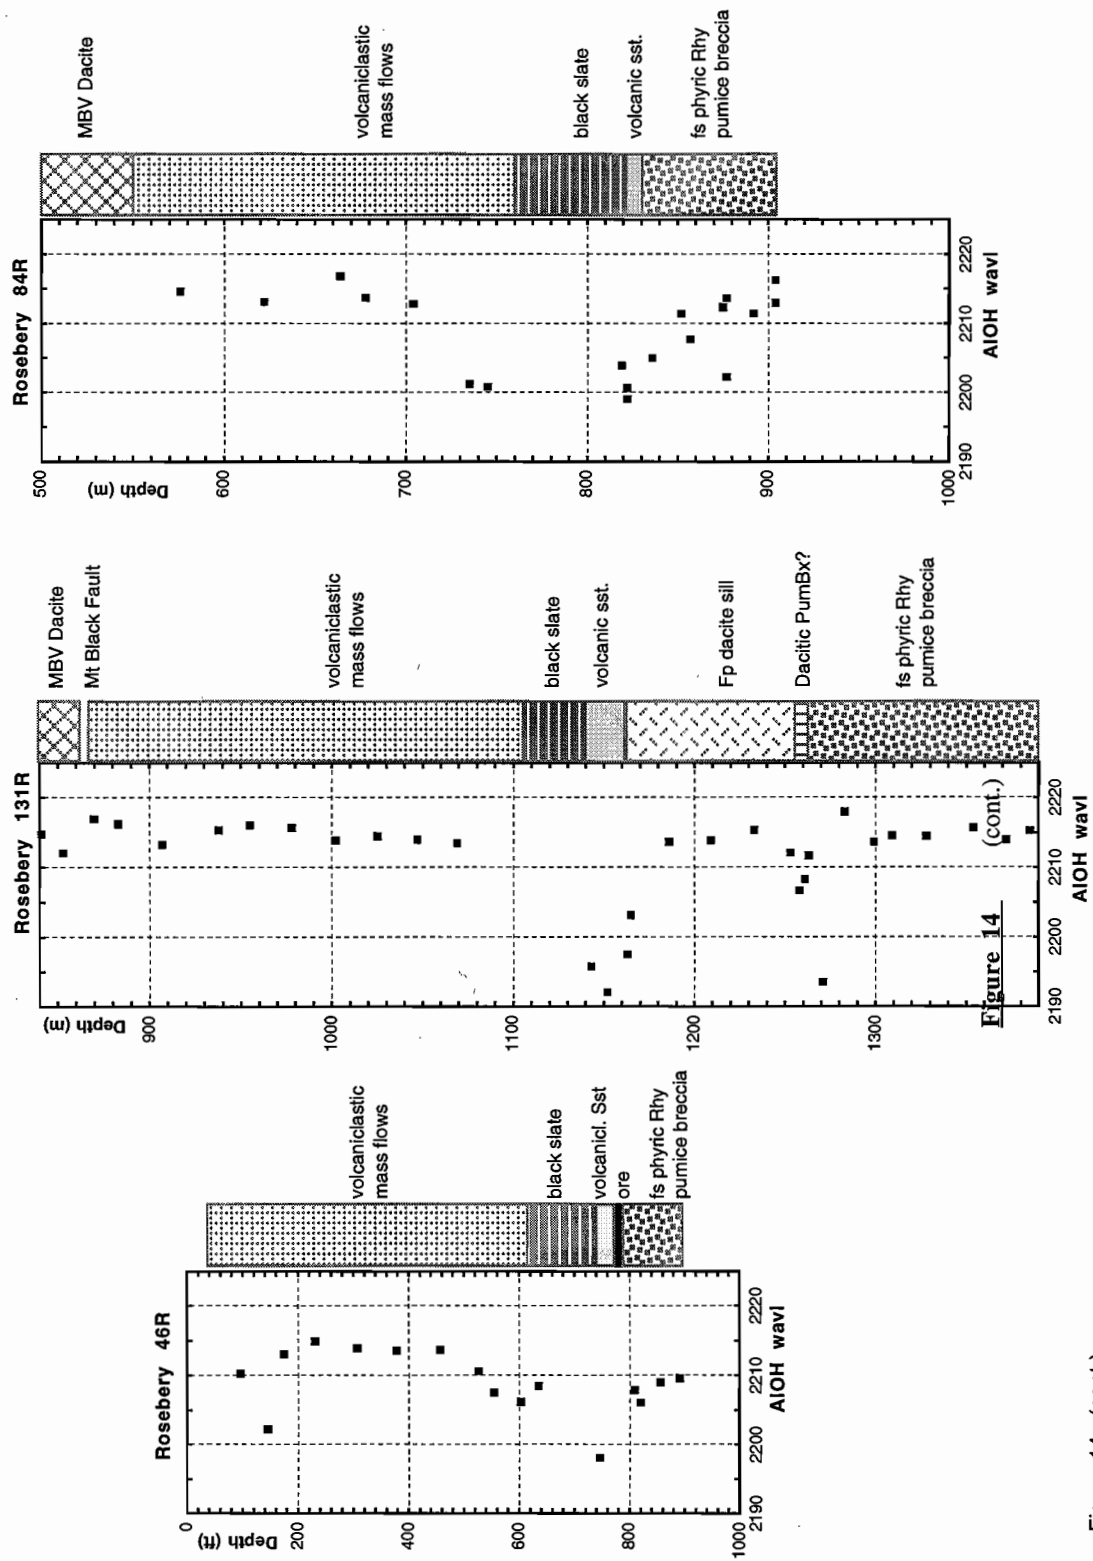 Rosebery 46R
Depth (ft)
0
200
400
600
800
1000
2190
2200
2210
2220
AlOH wavl
volcaniclastic
mass flows
black slate
volcanicl. Sst
ore
fs phyric Rhy
pumice breccia
Rosebery 131R
Depth (m)
900
1000
1100
1200
1300
2190
2200
2210
2220
AlOH wavl
MBV Dacite
Mt Black Fault
volcaniclastic
mass flows
black slate
volcanic sst.
Fp dacite sill
Dacitic PumBx?
fs phyric Rhy
pumice breccia
Rosebery 84R
Depth (m)
500
600
700
800
900
1000
2190
2200
2210
2220
AlOH wavl
MBV Dacite
volcaniclastic
mass flows
black slate
volcanic sst.
fs phyric Rhy
pumice breccia
Figure 14 (cont.)